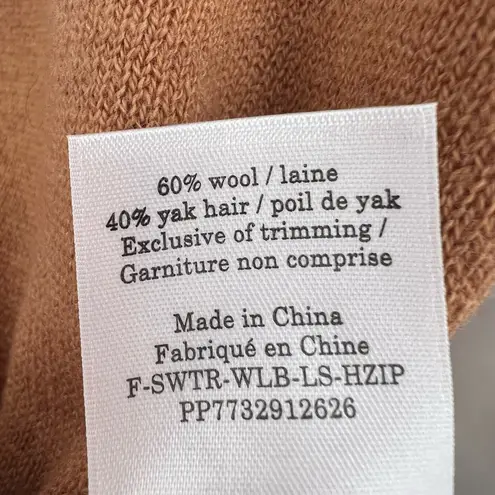 60% wool / laine
40% yak hair / poil de yak
Exclusive of trimming /
Garniture non comprise
Made in China
Fabriqué en Chine
F-SWTR-WLB-LS-HZIP
PP7732912626